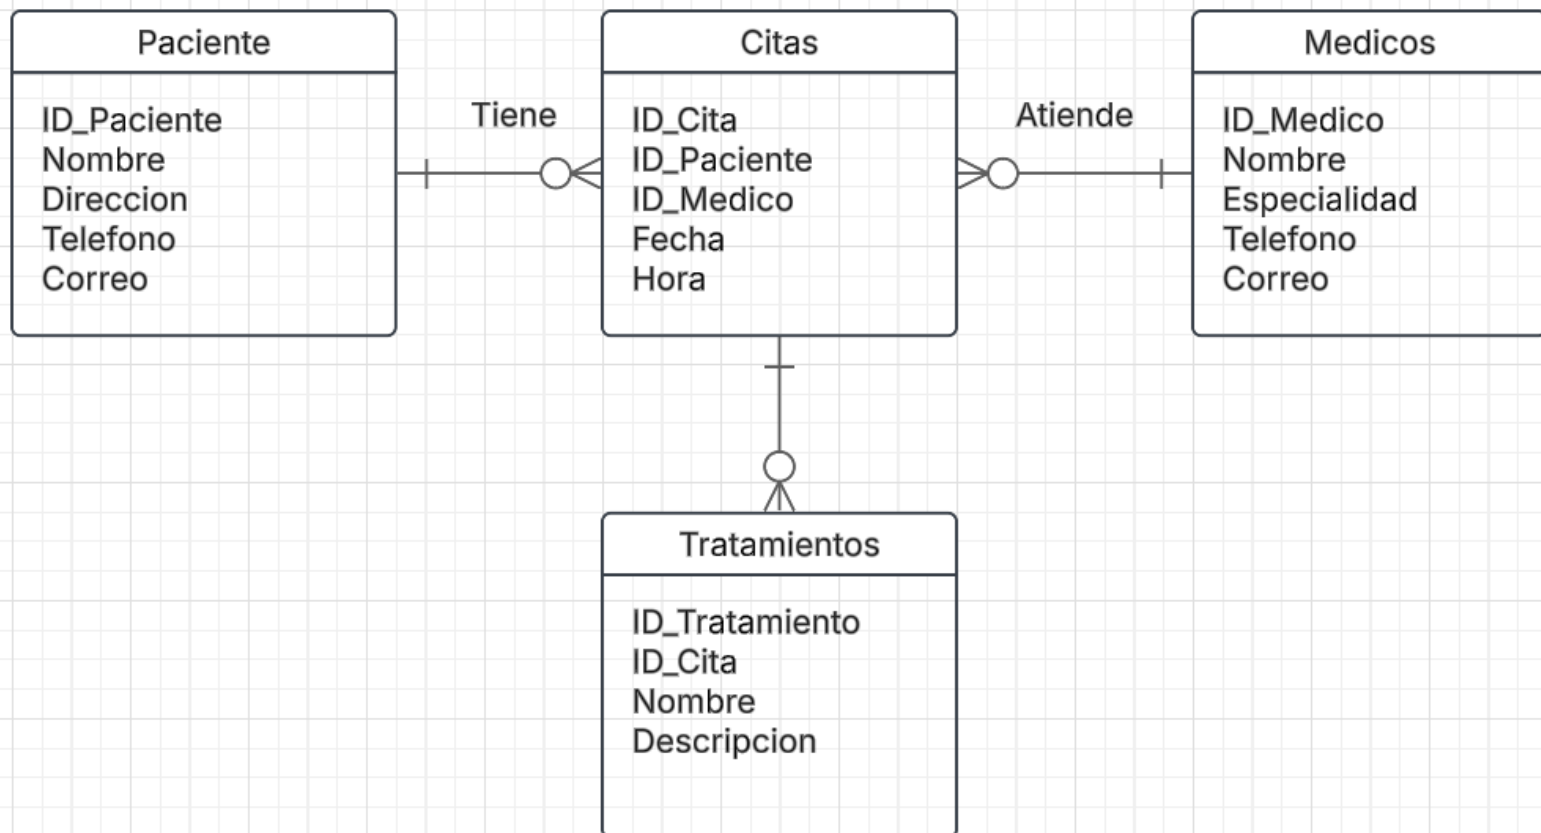 Paciente
ID_Paciente
Nombre
Direccion
Telefono
Correo
Tiene
Citas
ID_Cita
ID_Paciente
ID_Medico
Fecha
Hora
Atiende
Medicos
ID_Medico
Nombre
Especialidad
Telefono
Correo
Tratamientos
ID_Tratamiento
ID_Cita
Nombre
Descripcion